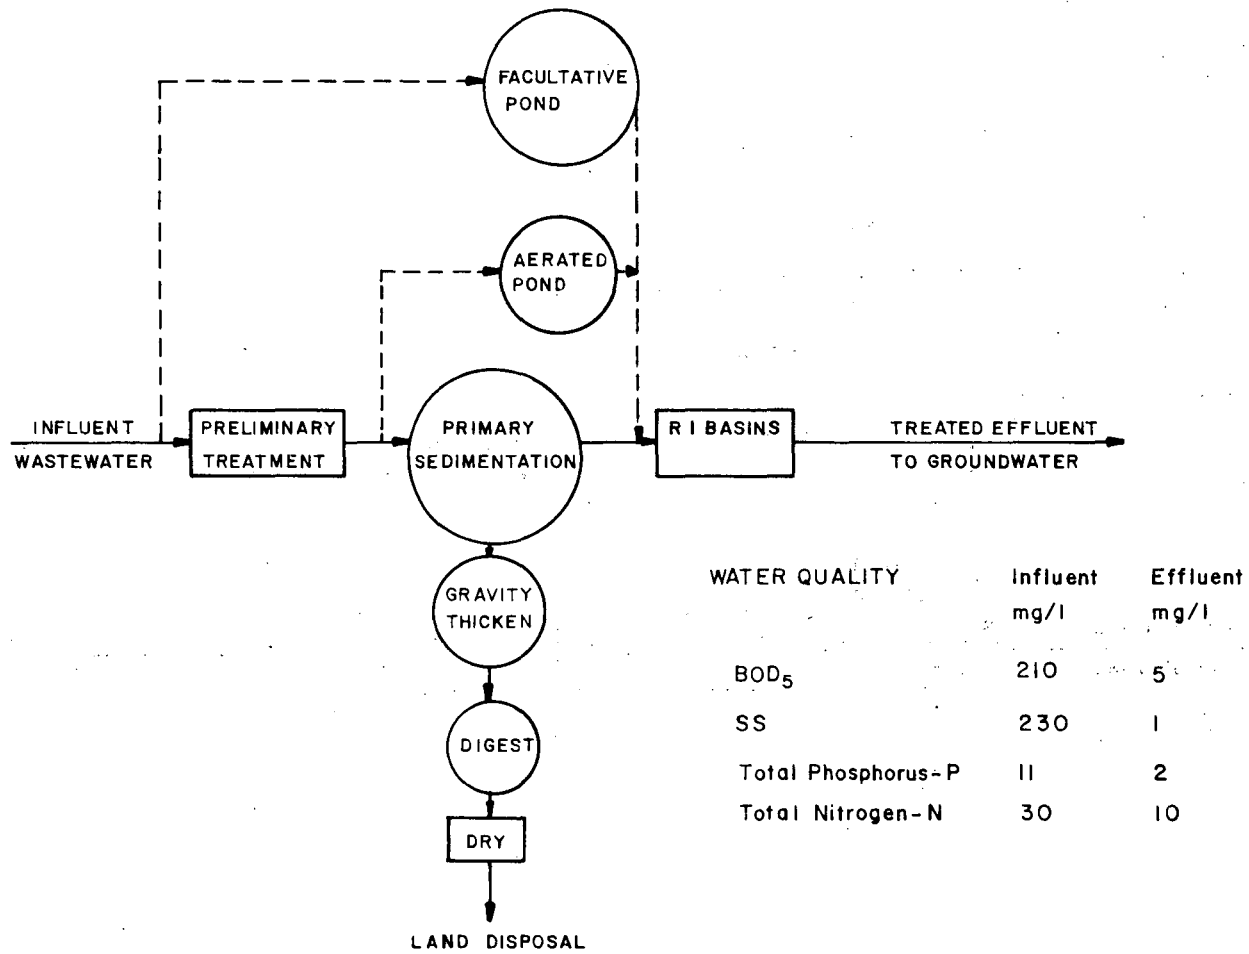 FACULTATIVE
POND
AERATED
POND
INFLUENT
WASTEWATER
PRELIMINARY
TREATMENT
PRIMARY
SEDIMENTATION
R I BASINS
TREATED EFFLUENT
TO GROUNDWATER
GRAVITY
THICKEN
DIGEST
DRY
LAND DISPOSAL
WATER QUALITY Influent Effluent
mg/l mg/l
BOD5 210 5
SS 230 1
Total Phosphorus-P 11 2
Total Nitrogen-N 30 10